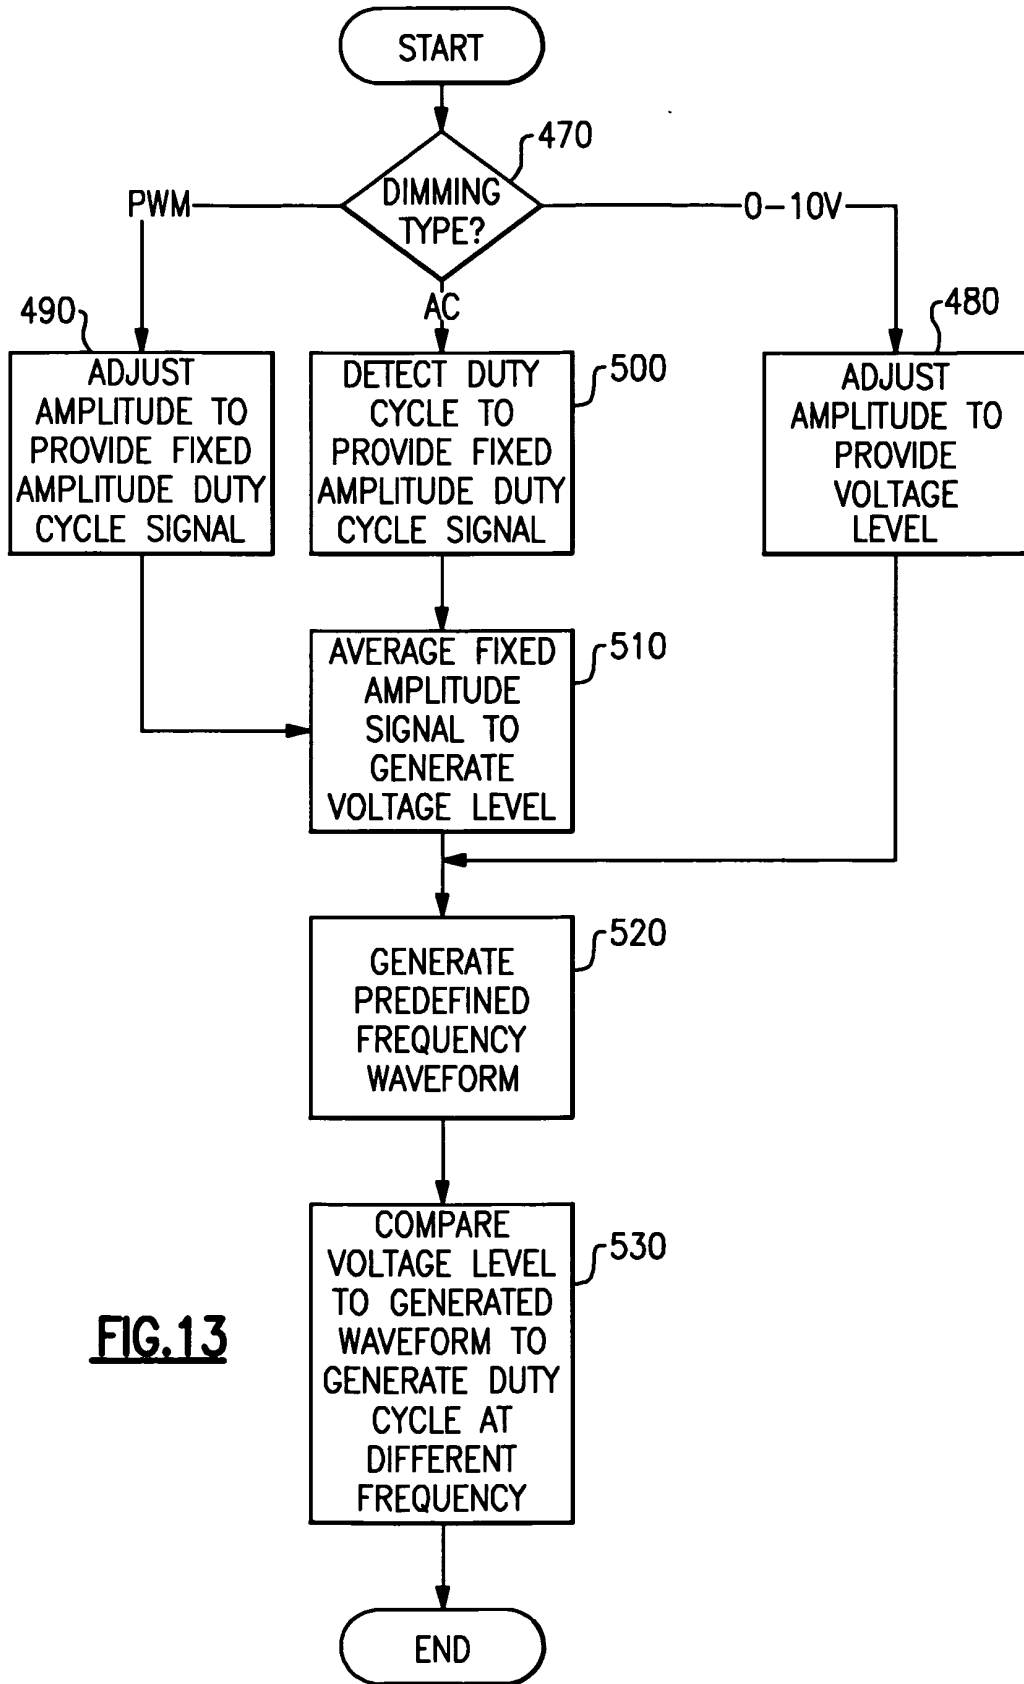 START
470
DIMMING
TYPE?
PWM
0-10V
AC
490
ADJUST
AMPLITUDE TO
PROVIDE FIXED
AMPLITUDE DUTY
CYCLE SIGNAL
500
DETECT DUTY
CYCLE TO
PROVIDE FIXED
AMPLITUDE DUTY
CYCLE SIGNAL
480
ADJUST
AMPLITUDE TO
PROVIDE
VOLTAGE
LEVEL
510
AVERAGE FIXED
AMPLITUDE
SIGNAL TO
GENERATE
VOLTAGE LEVEL
520
GENERATE
PREDEFINED
FREQUENCY
WAVEFORM
530
COMPARE
VOLTAGE LEVEL
TO GENERATED
WAVEFORM TO
GENERATE DUTY
CYCLE AT
DIFFERENT
FREQUENCY
FIG.13
END